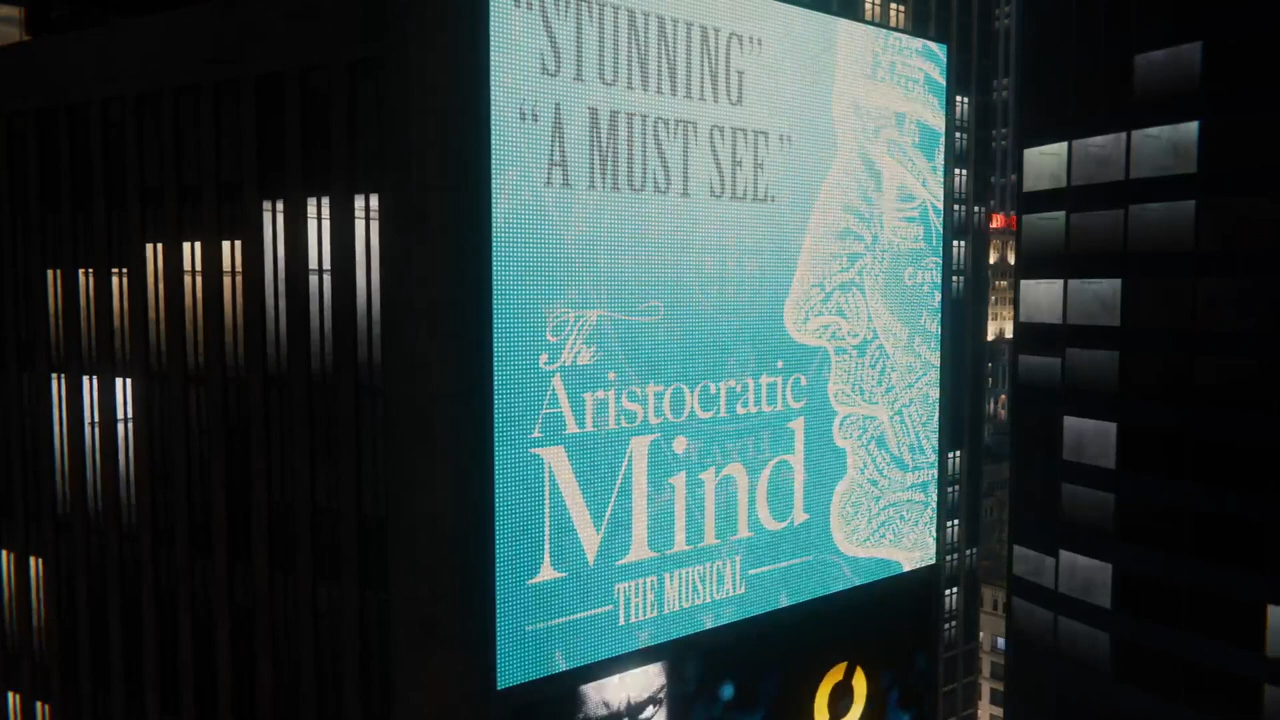 “STUNNING”
“A MUST SEE.”
The
Aristocratic
Mind
THE MUSICAL